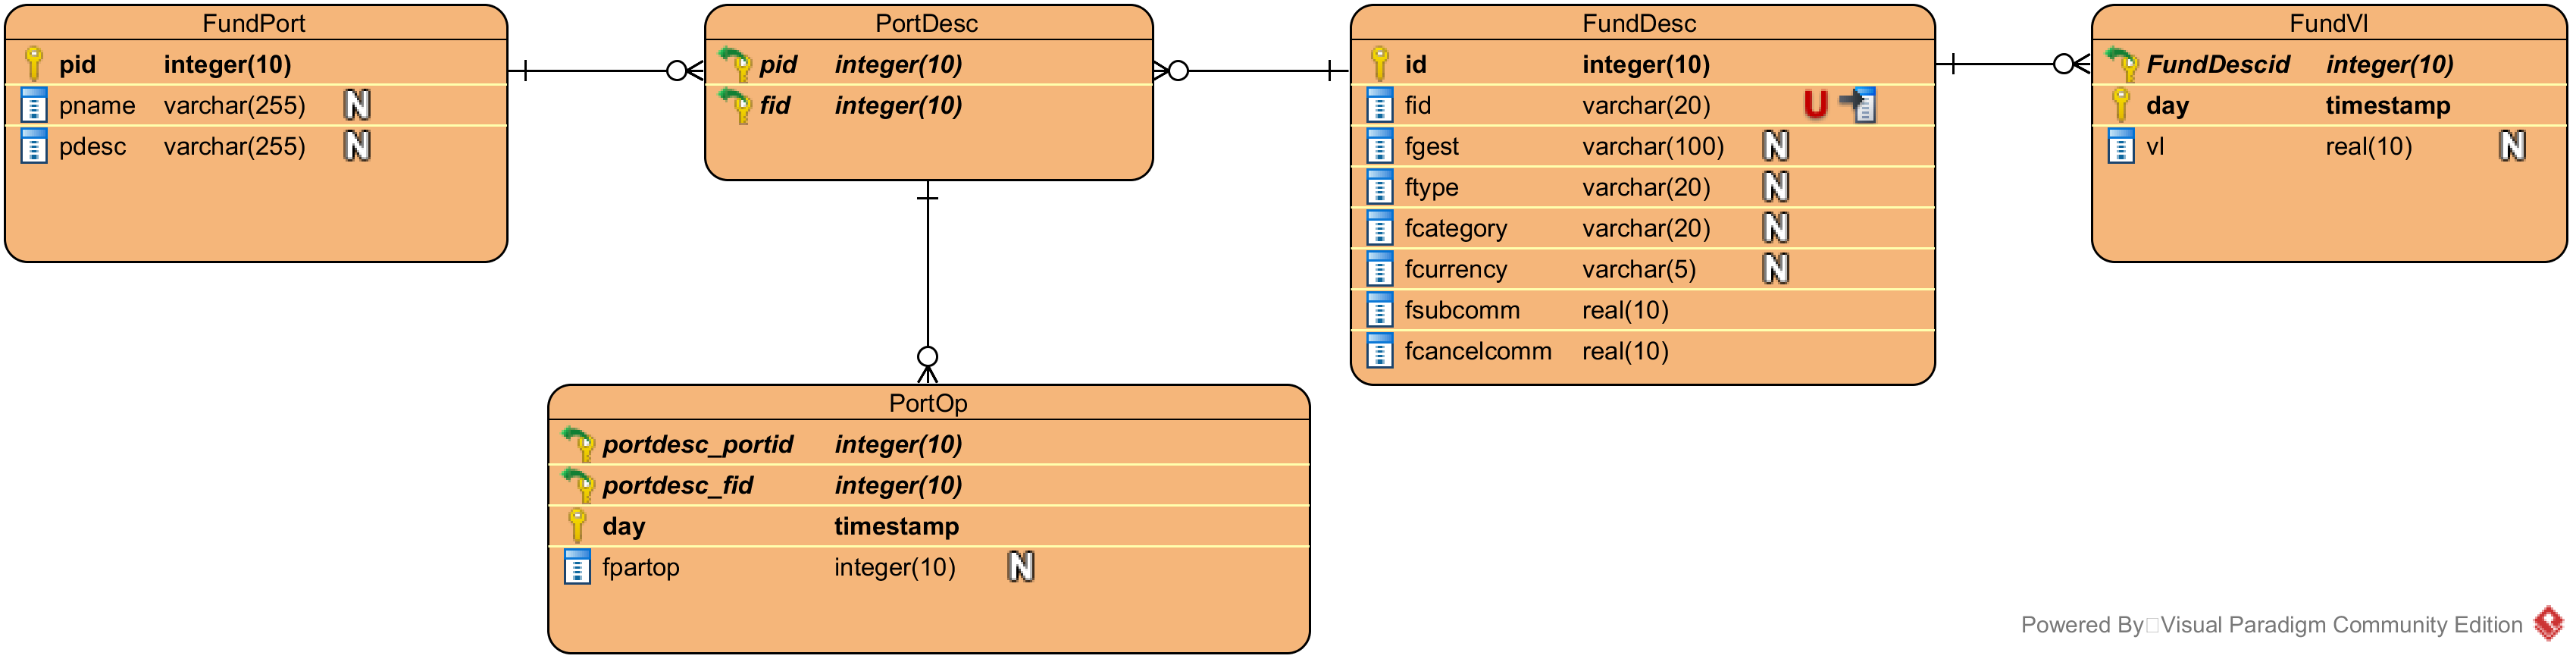 FundPort
pid integer(10)
pname varchar(255) N
pdesc varchar(255) N
PortDesc
pid integer(10)
fid integer(10)
FundDesc
id integer(10)
fid varchar(20) U
fgest varchar(100) N
ftype varchar(20) N
fcategory varchar(20) N
fcurrency varchar(5) N
fsubcomm real(10)
fcancelcomm real(10)
FundVl
FundDescid integer(10)
day timestamp
vl real(10) N
PortOp
portdesc_portid integer(10)
portdesc_fid integer(10)
day timestamp
fpartop integer(10) N
Powered By Visual Paradigm Community Edition